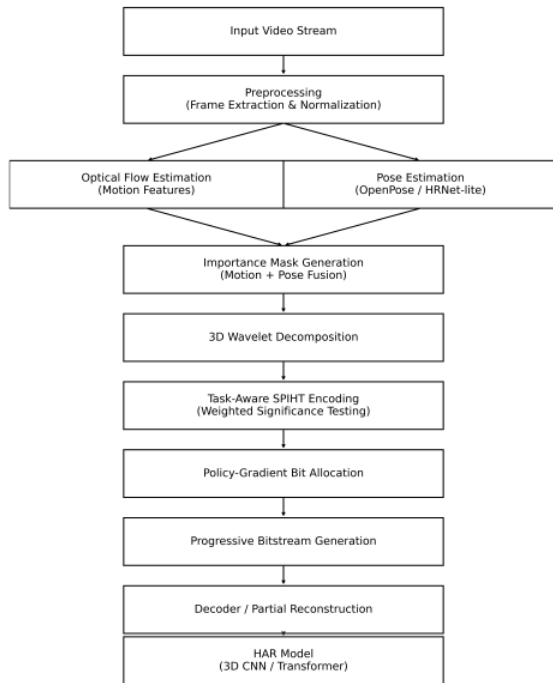 Input Video Stream
Preprocessing
(Frame Extraction & Normalization)
Optical Flow Estimation
(Motion Features)
Pose Estimation
(OpenPose / HRNet-lite)
Importance Mask Generation
(Motion + Pose Fusion)
3D Wavelet Decomposition
Task-Aware SPIHT Encoding
(Weighted Significance Testing)
Policy-Gradient Bit Allocation
Progressive Bitstream Generation
Decoder / Partial Reconstruction
HAR Model
(3D CNN / Transformer)